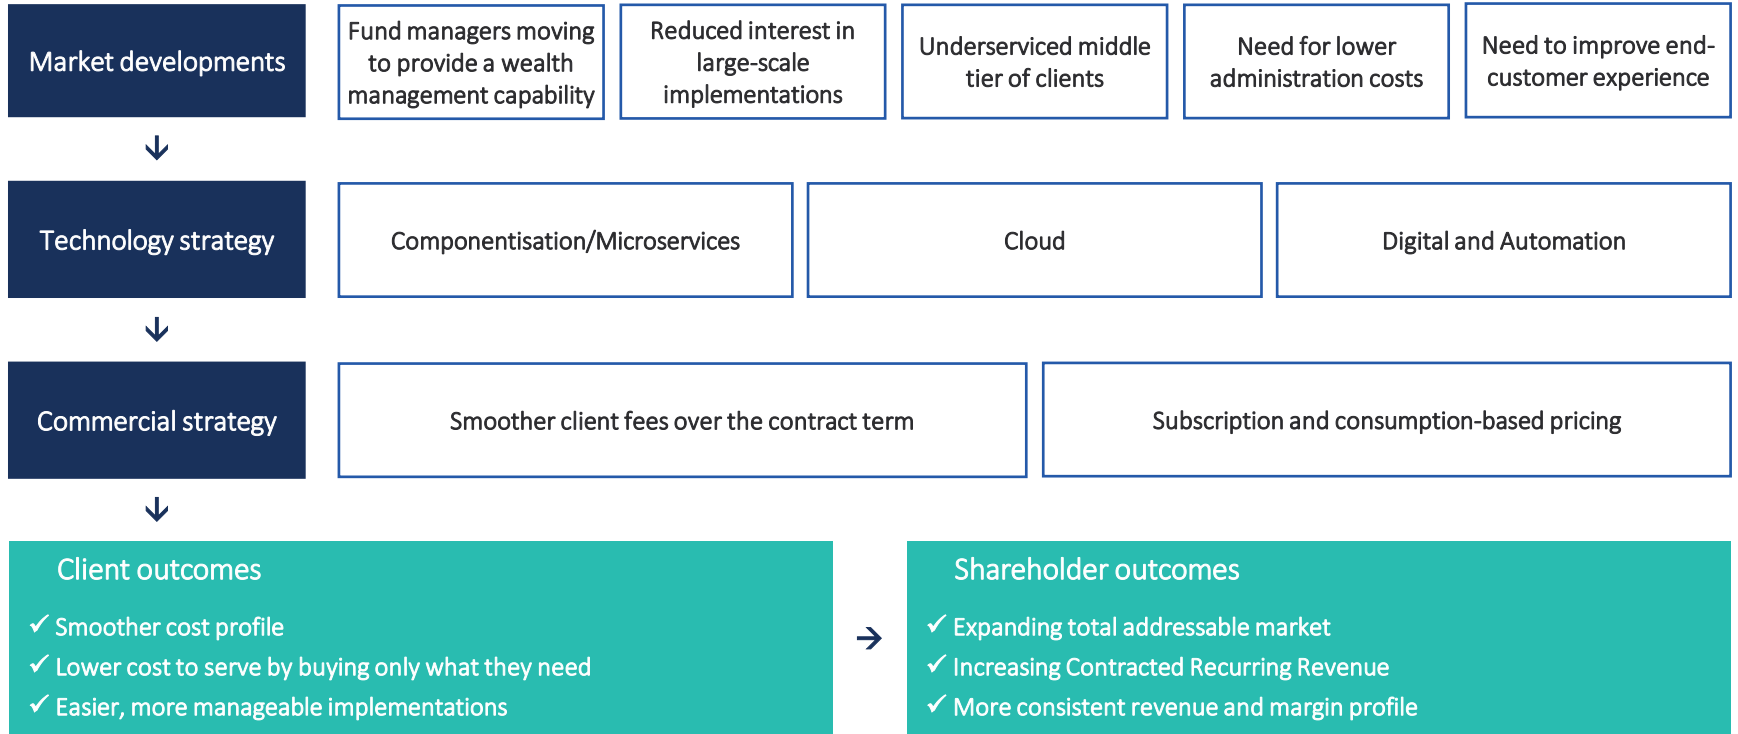 Market developments
Fund managers moving
to provide a wealth
management capability
Reduced interest in
large-scale
implementations
Underserviced middle
tier of clients
Need for lower
administration costs
Need to improve end-
customer experience
Technology strategy
Componentisation/Microservices
Cloud
Digital and Automation
Commercial strategy
Smoother client fees over the contract term
Subscription and consumption-based pricing
Client outcomes
✓ Smoother cost profile
✓ Lower cost to serve by buying only what they need
✓ Easier, more manageable implementations
Shareholder outcomes
✓ Expanding total addressable market
✓ Increasing Contracted Recurring Revenue
✓ More consistent revenue and margin profile